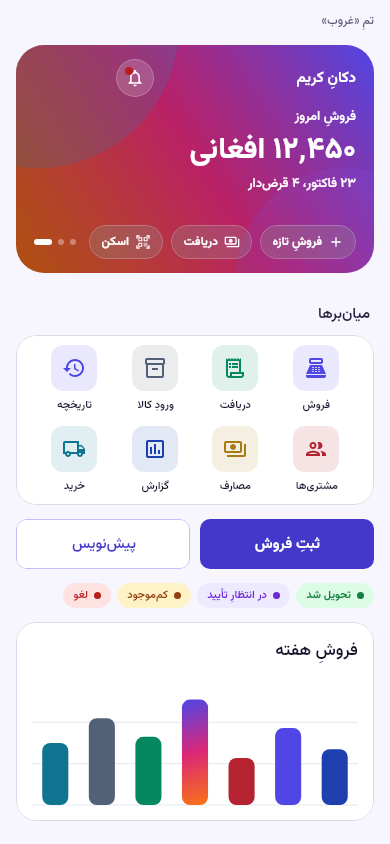 تمِ «غروب»
دکانِ کریم
فروشِ امروز
۱۲,۴۵۰ افغانی
۲۳ فاکتور، ۴ قرض‌دار
فروشِ تازه
دریافت
اسکن
میان‌برها
فروش
دریافت
ورودِ کالا
تاریخچه
مشتری‌ها
مصارف
گزارش
خرید
ثبتِ فروش
پیش‌نویس
تحویل شد
در انتظارِ تأیید
کم‌موجود
لغو
فروشِ هفته